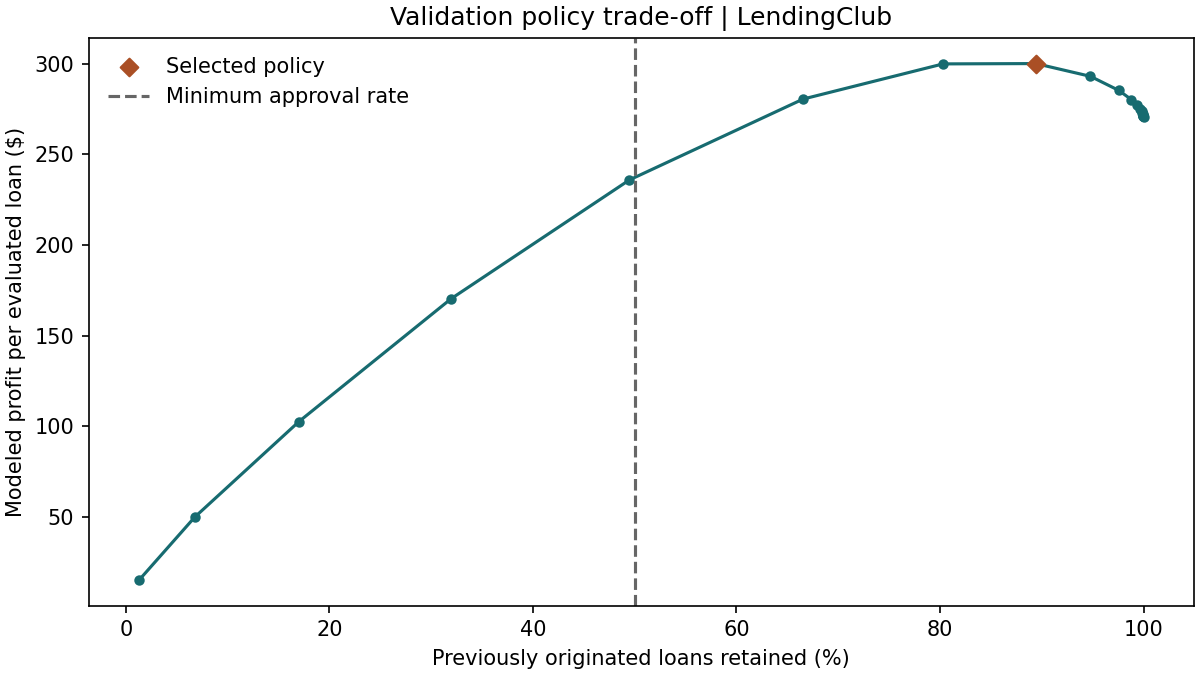 Validation policy trade-off | LendingClub
Selected policy
Minimum approval rate
Modeled profit per evaluated loan ($)
300
250
200
150
100
50
0
20
40
60
80
100
Previously originated loans retained (%)